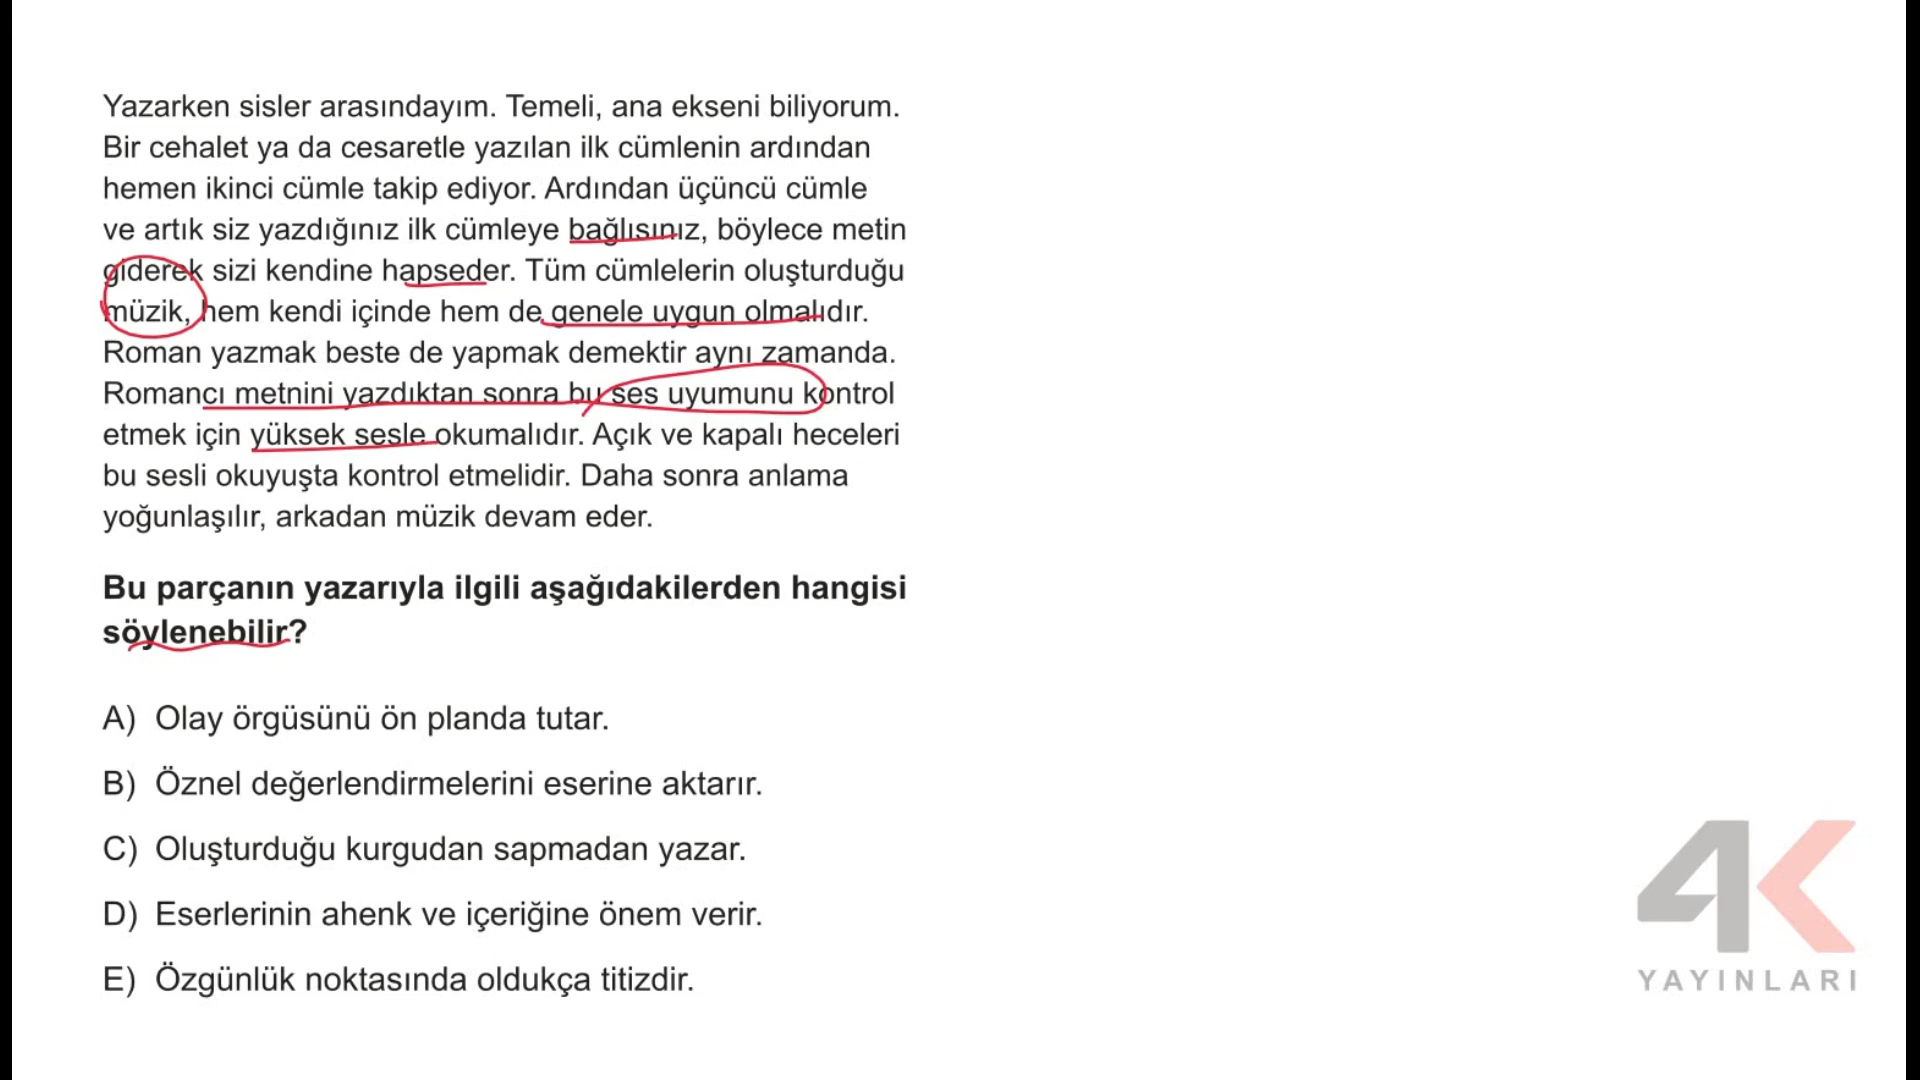 Yazarken sisler arasındayım. Temeli, ana ekseni biliyorum.
Bir cehalet ya da cesaretle yazılan ilk cümlenin ardından
hemen ikinci cümle takip ediyor. Ardından üçüncü cümle
ve artık siz yazdığınız ilk cümleye bağlısınız, böylece metin
giderek sizi kendine hapseder. Tüm cümlelerin oluşturduğu
müzik, hem kendi içinde hem de genele uygun olmalıdır.
Roman yazmak beste de yapmak demektir aynı zamanda.
Romancı metnini yazdıktan sonra bu ses uyumunu kontrol
etmek için yüksek sesle okumalıdır. Açık ve kapalı heceleri
bu sesli okuyuşta kontrol etmelidir. Daha sonra anlama
yoğunlaşılır, arkadan müzik devam eder.
Bu parçanın yazarıyla ilgili aşağıdakilerden hangisi
söylenebilir?
A) Olay örgüsünü ön planda tutar.
B) Öznel değerlendirmelerini eserine aktarır.
C) Oluşturduğu kurgudan sapmadan yazar.
D) Eserlerinin ahenk ve içeriğine önem verir.
E) Özgünlük noktasında oldukça titizdir.
4K
YAYINLARI